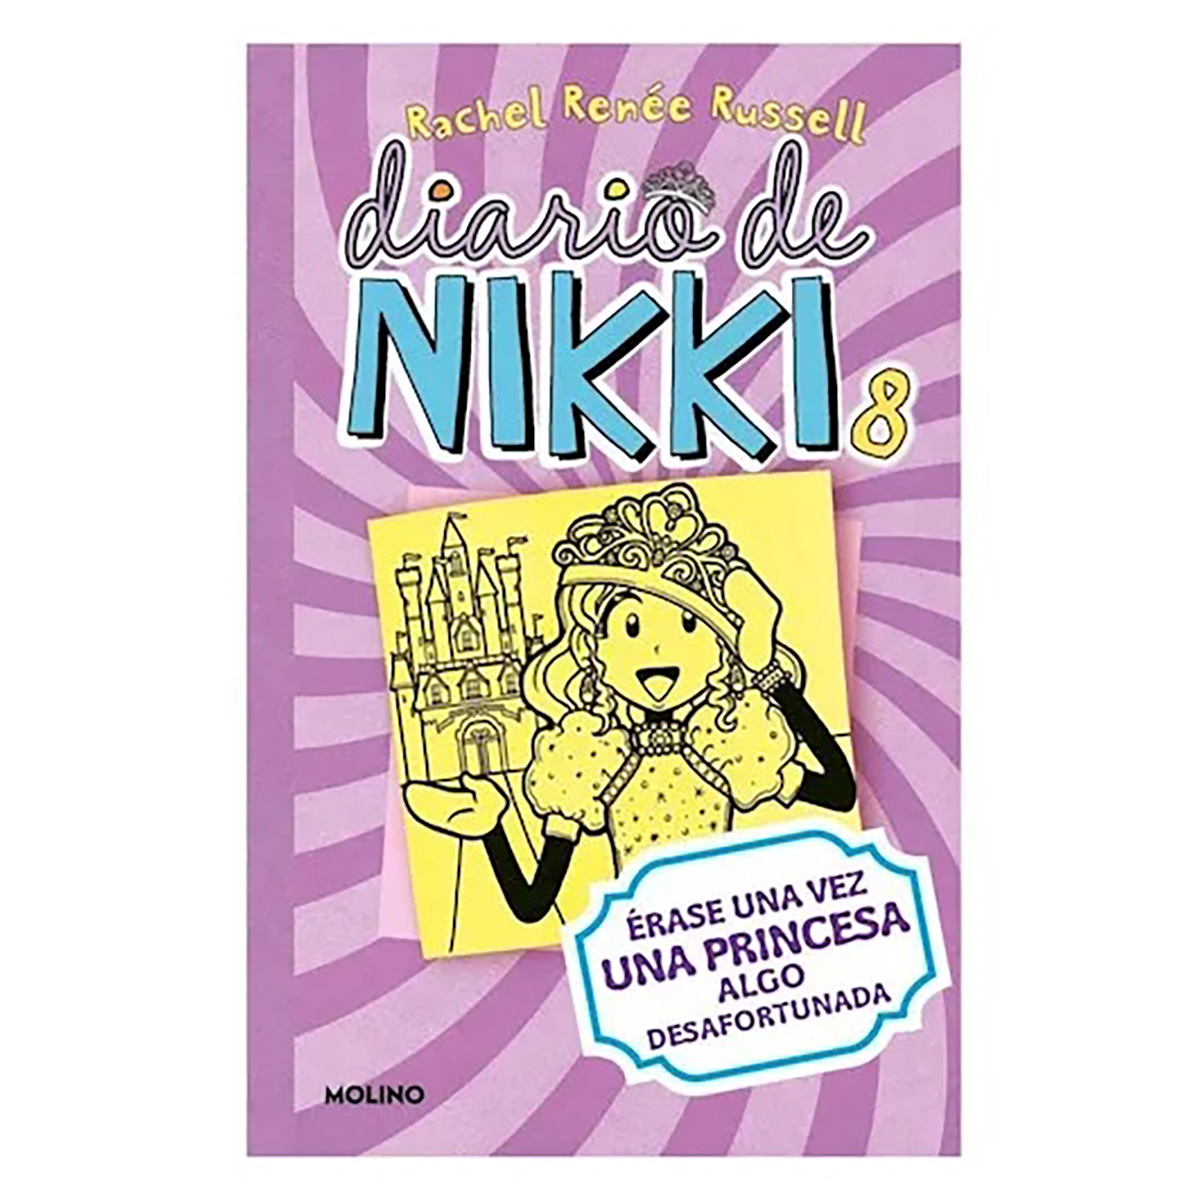 Rachel Renée Russell
diario de
NIKKI 8
ÉRASE UNA VEZ
UNA PRINCESA
ALGO
DESAFORTUNADA
MOLINO